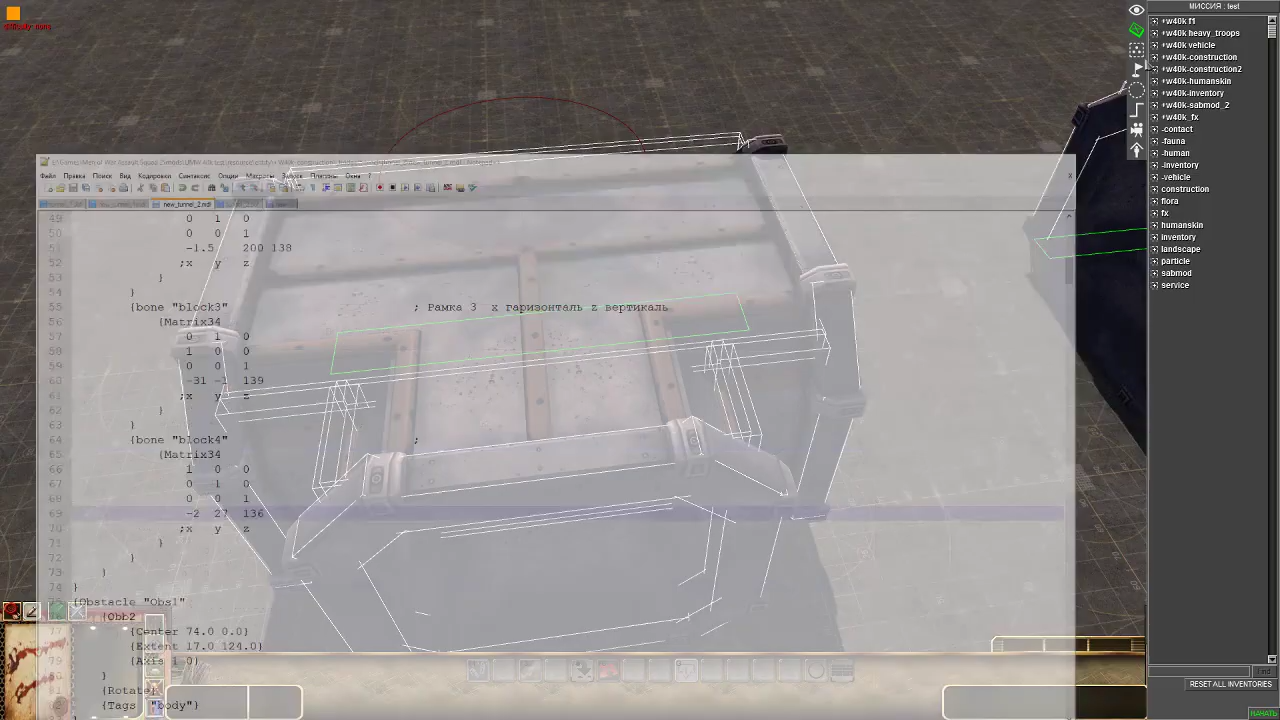 МИССИЯ : test
+w40k f1
+w40k heavy_troops
+w40k vehicle
+w40k-construction
+w40k-construction2
+w40k-humanskin
+w40k-inventory
+w40k-sabmod_2
+w40k_fx
-contact
-fauna
-human
-inventory
-vehicle
construction
flora
fx
humanskin
inventory
landscape
particle
sabmod
service
RESET ALL INVENTORIES
НАЧАТЬ
Файл Правка Поиск Вид Кодировки Синтаксис Опции Макросы Запуск Плагины Окна ?
new_tunnel_2.mdl
49 0 1 0
50 0 0 1
51 -1.5 200 138
52 ;x y z
53 }
54 }
55 {bone "block3" ; Рамка 3 x гаризонталь z вертикаль
56 {Matrix34
57 0 1 0
58 1 0 0
59 0 0 1
60 -31 -1 139
61 ;x y z
62 }
63 }
64 {bone "block4" ;
65 {Matrix34
66 1 0 0
67 0 1 0
68 0 0 1
69 -2 27 136
70 ;x y z
71 }
72 }
73 }
74 }
{Obstacle "Obs1"
{Obb2
{Center 74.0 0.0}
{Extent 17.0 124.0}
{Axis 1 0}
}
{Rotate}
{Tags "body"}